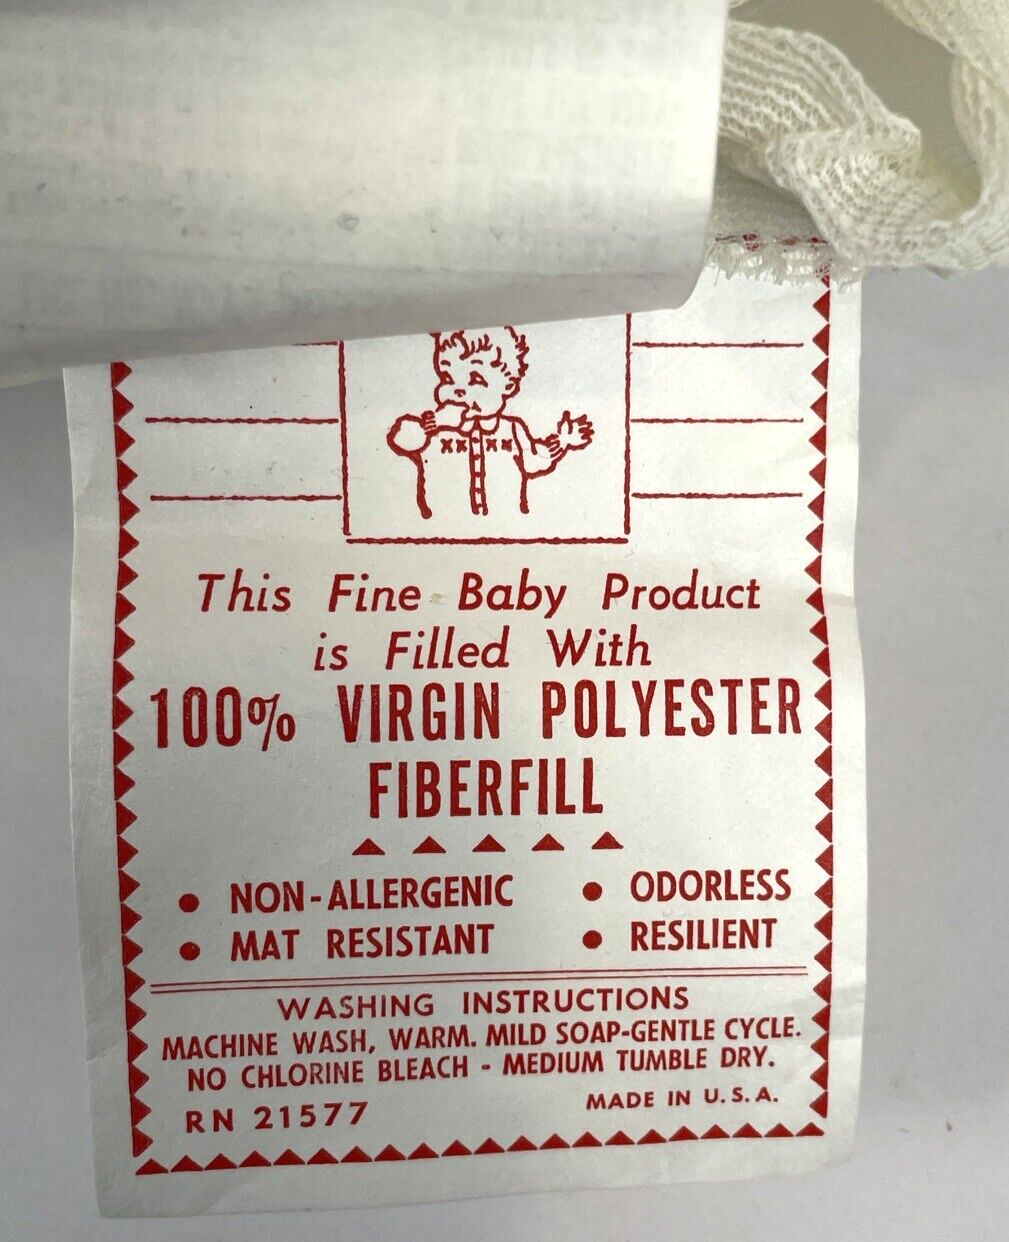 This Fine Baby Product
is Filled With
100% VIRGIN POLYESTER
FIBERFILL
• NON-ALLERGENIC • ODORLESS
• MAT RESISTANT • RESILIENT
WASHING INSTRUCTIONS
MACHINE WASH, WARM. MILD SOAP-GENTLE CYCLE.
NO CHLORINE BLEACH - MEDIUM TUMBLE DRY.
RN 21577 MADE IN U.S.A.